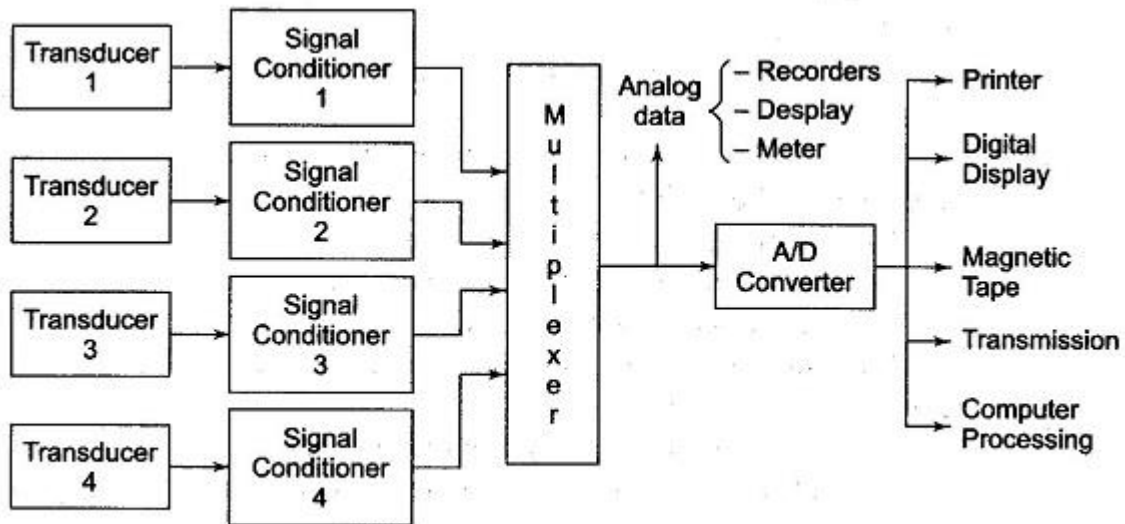 Transducer
1
Signal
Conditioner
1
Transducer
2
Signal
Conditioner
2
Transducer
3
Signal
Conditioner
3
Transducer
4
Signal
Conditioner
4
Multiplexer
Analog
data
– Recorders
– Desplay
– Meter
A/D
Converter
Printer
Digital
Display
Magnetic
Tape
Transmission
Computer
Processing